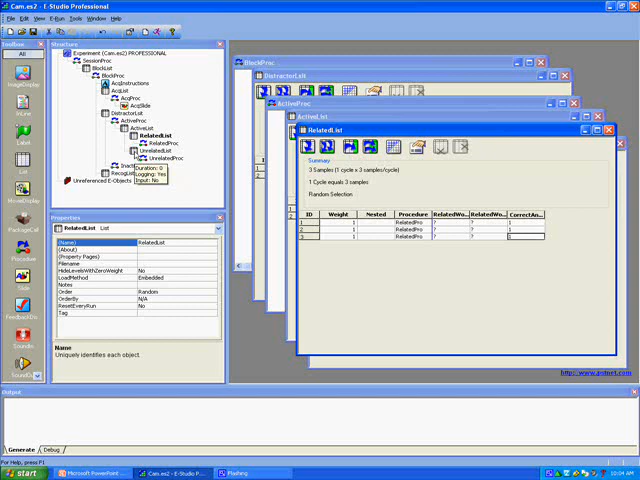 Cam.es2 - E-Studio Professional
File Edit View E-Run Tools Window Help
Toolbox
All
ImageDisplay
InLine
Label
List
MovieDisplay
PackageCall
Procedure
Slide
FeedbackDis
SoundIn
SoundOut
Structure
Experiment (Cam.es2) PROFESSIONAL
SessionProc
BlockList
BlockProc
AcqInstructions
AcqList
AcqProc
AcqSlide
DistractorList
ActiveProc
ActiveList
RelatedList
RelatedProc
UnrelatedList
UnrelatedProc
Inac
RecogList
Unreferenced E-Objects
Duration: 0
Logging: Yes
Input: No
Properties
RelatedList List
(Name) RelatedList
(About)
(Property Pages)
Filename
HideLevelsWithZeroWeight No
LoadMethod Embedded
Notes
Order Random
OrderBy N/A
ResetEveryRun No
Tag
Name
Uniquely identifies each object.
BlockProc
DistractorList
ActiveProc
ActiveList
RelatedList
Summary
3 Samples (1 cycle x 3 samples/cycle)
1 Cycle equals 3 samples
Random Selection
ID Weight Nested Procedure RelatedWo... RelatedWo... CorrectAn...
1 1 RelatedPro ? ? 1
2 1 RelatedPro ? ? 1
3 1 RelatedPro ? ?
http://www.pstnet.com
Output
Generate Debug
For Help, press F1
start
Microsoft PowerPoint
Cam.es2 - E-Studio P...
Flashing
10:04 AM